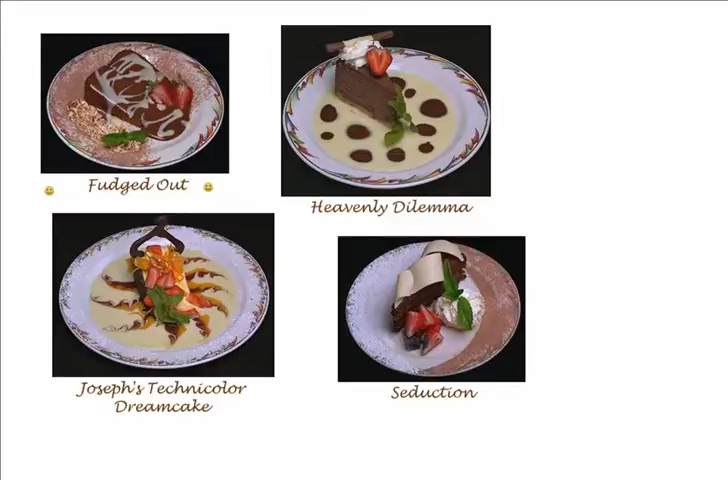 Fudged Out
Heavenly Dilemma
Joseph's Technicolor
Dreamcake
Seduction